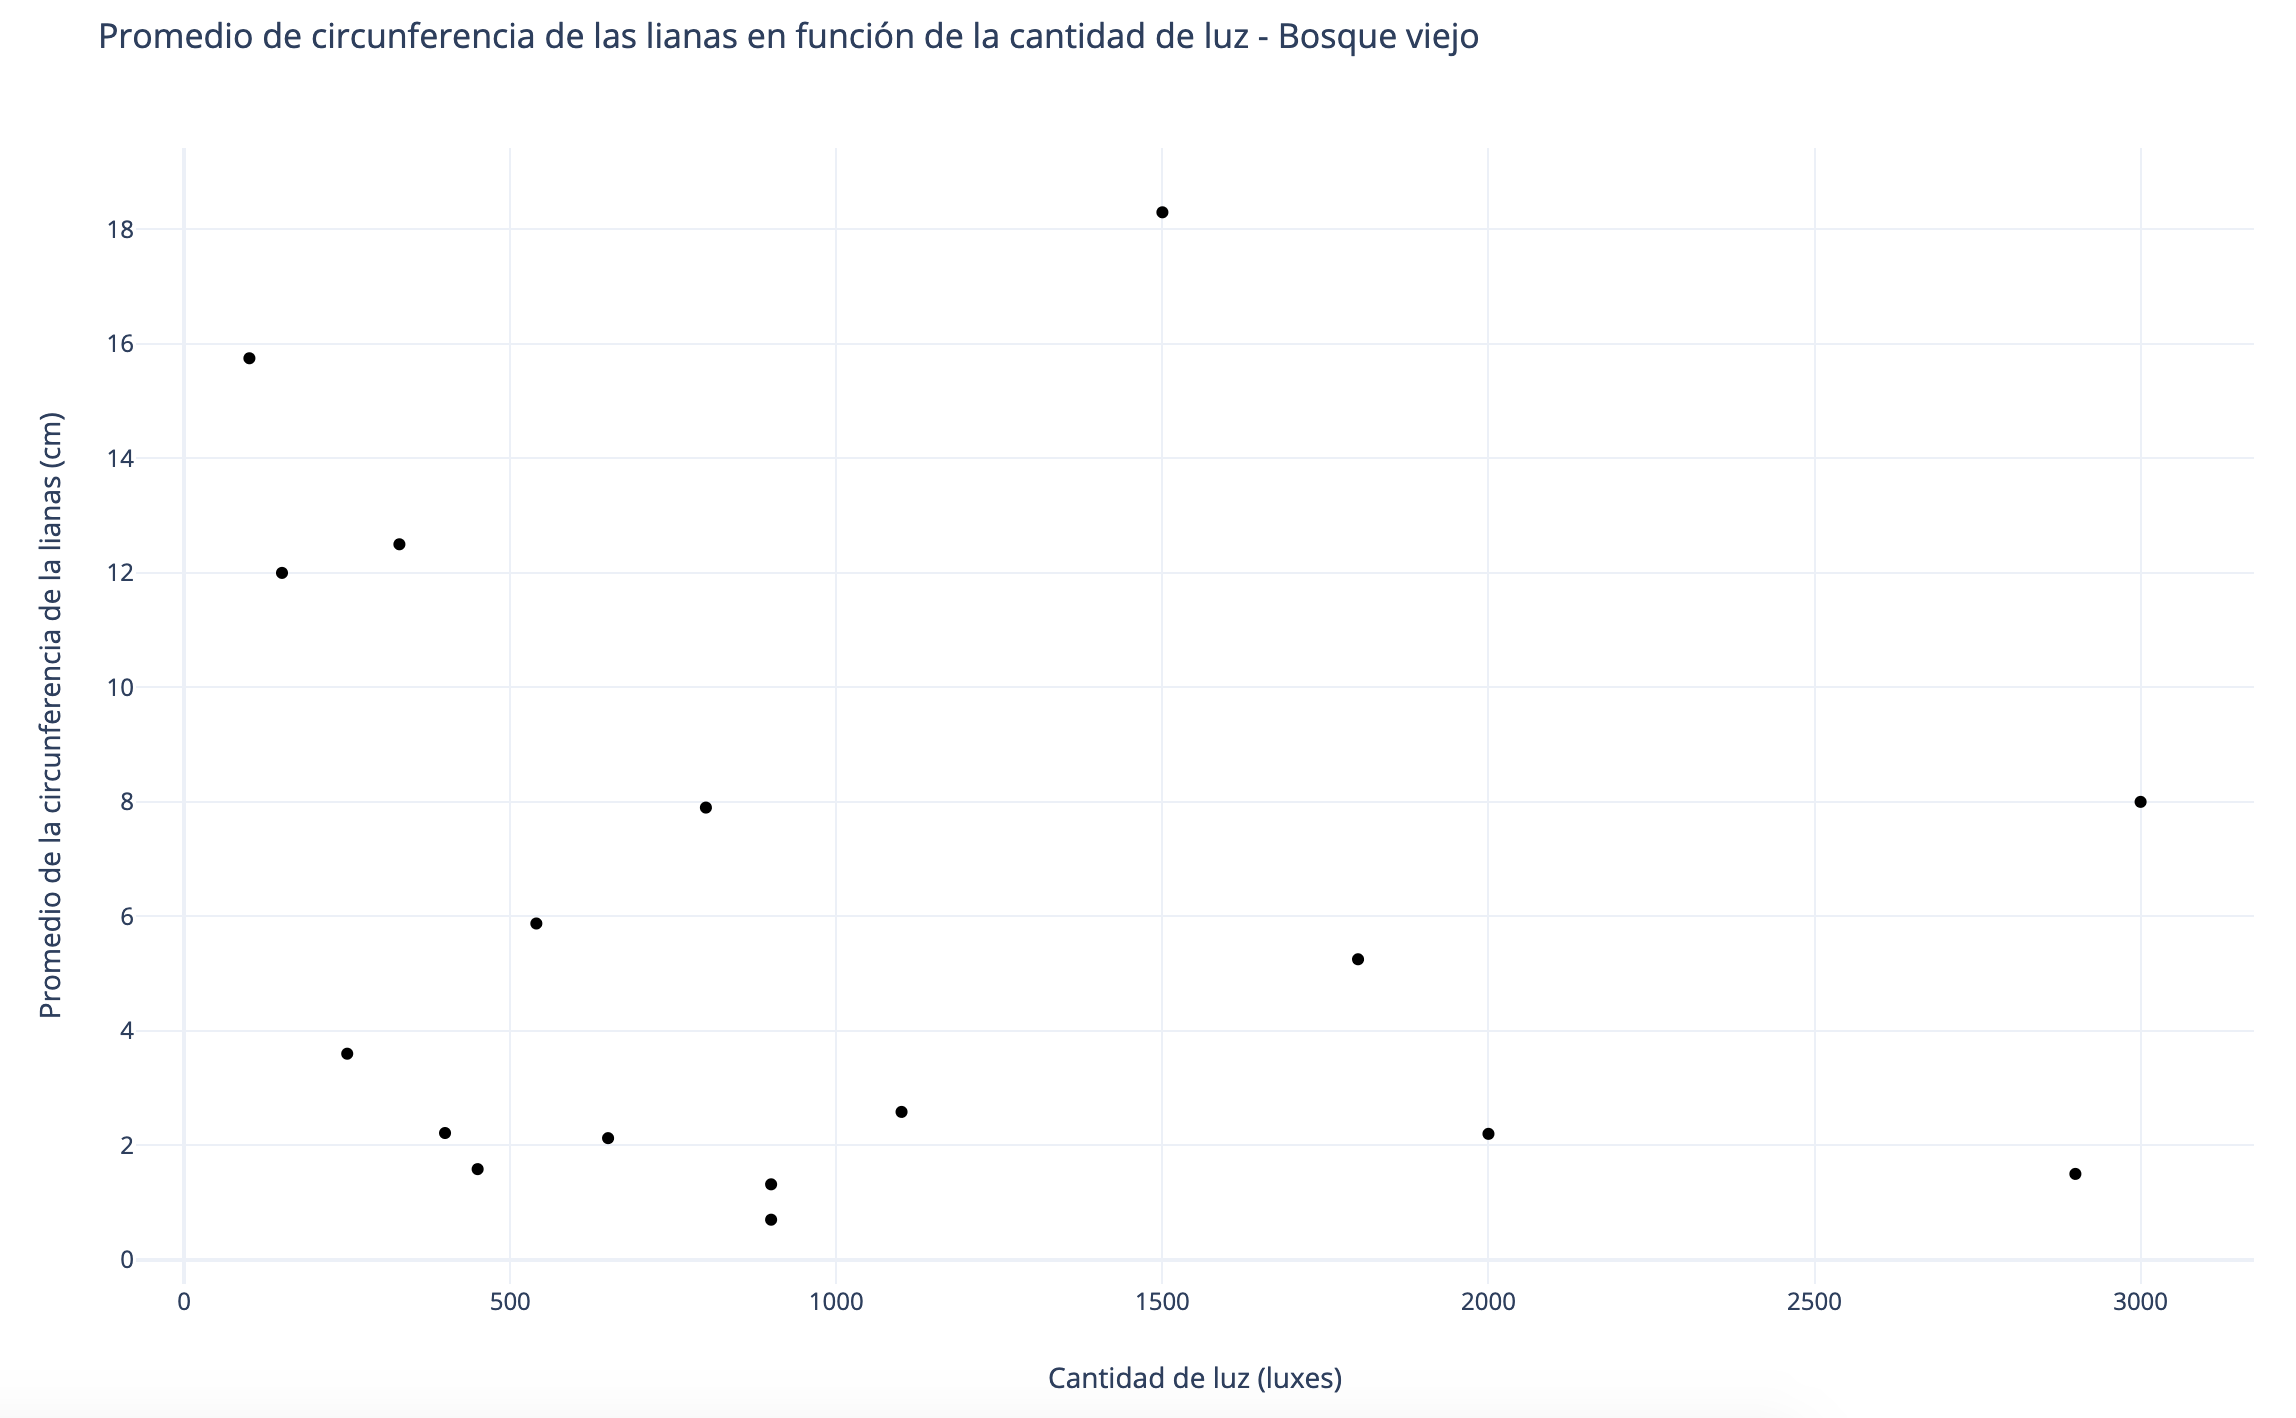 Promedio de circunferencia de las lianas en función de la cantidad de luz - Bosque viejo
Promedio de la circunferencia de la lianas (cm)
18
16
14
12
10
8
6
4
2
0
0 500 1000 1500 2000 2500 3000
Cantidad de luz (luxes)